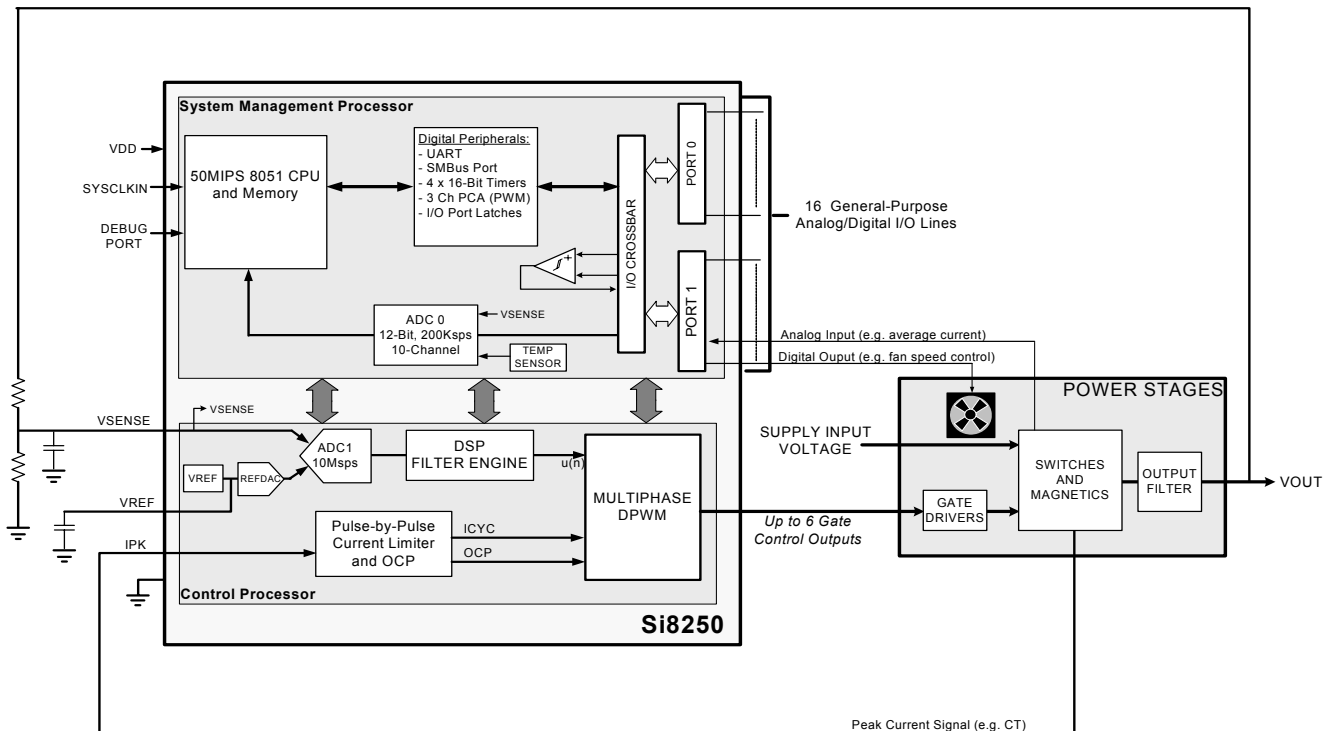 System Management Processor
VDD
SYSCLKIN
DEBUG
PORT
50MIPS 8051 CPU
and Memory
Digital Peripherals:
- UART
- SMBus Port
- 4 x 16-Bit Timers
- 3 Ch PCA (PWM)
- I/O Port Latches
I/O CROSSBAR
PORT 0
PORT 1
16 General-Purpose
Analog/Digital I/O Lines
+
ADC 0
12-Bit, 200Ksps
10-Channel
VSENSE
TEMP
SENSOR
Analog Input (e.g. average current)
Digital Ouput (e.g. fan speed control)
POWER STAGES
SUPPLY INPUT
VOLTAGE
SWITCHES
AND
MAGNETICS
OUTPUT
FILTER
VOUT
GATE
DRIVERS
Up to 6 Gate
Control Outputs
VSENSE
VSENSE
ADC1
10Msps
DSP
FILTER ENGINE
u(n)
VREF
REFDAC
VREF
MULTIPHASE
DPWM
IPK
Pulse-by-Pulse
Current Limiter
and OCP
ICYC
OCP
Control Processor
Si8250
Peak Current Signal (e.g. CT)